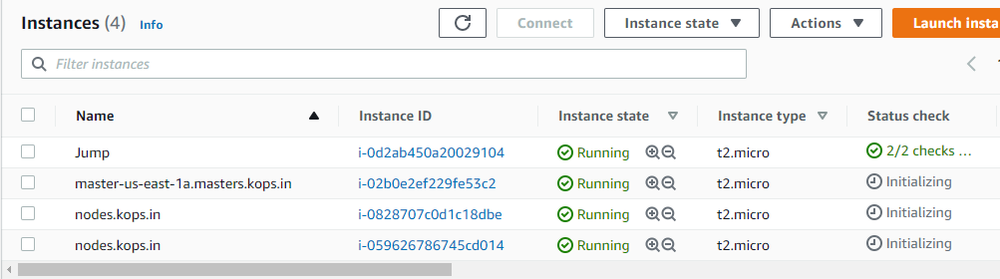 Instances (4) Info Connect Instance state Actions Launch insta
Filter instances
Name Instance ID Instance state Instance type Status check
Jump i-0d2ab450a20029104 Running t2.micro 2/2 checks ...
master-us-east-1a.masters.kops.in i-02b0e2ef229fe53c2 Running t2.micro Initializing
nodes.kops.in i-0828707c0d1c18dbe Running t2.micro Initializing
nodes.kops.in i-059626786745cd014 Running t2.micro Initializing